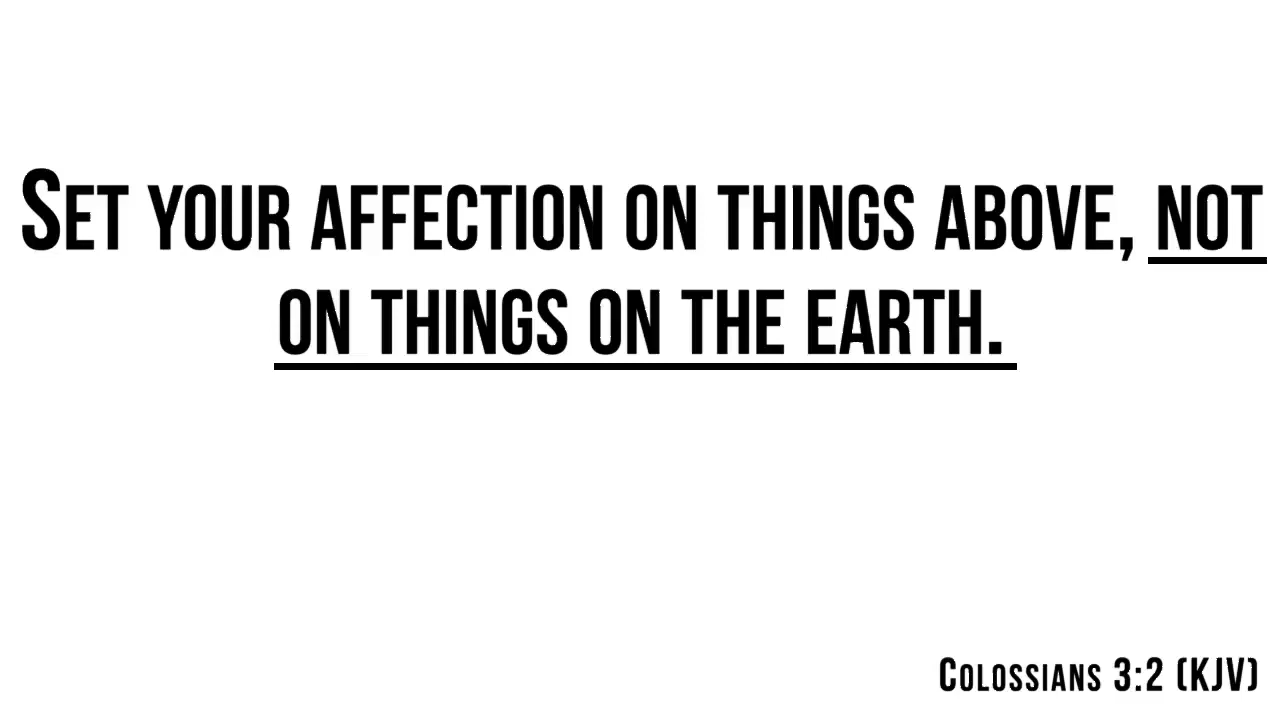 Set your affection on things above, not
on things on the earth.
Colossians 3:2 (KJV)